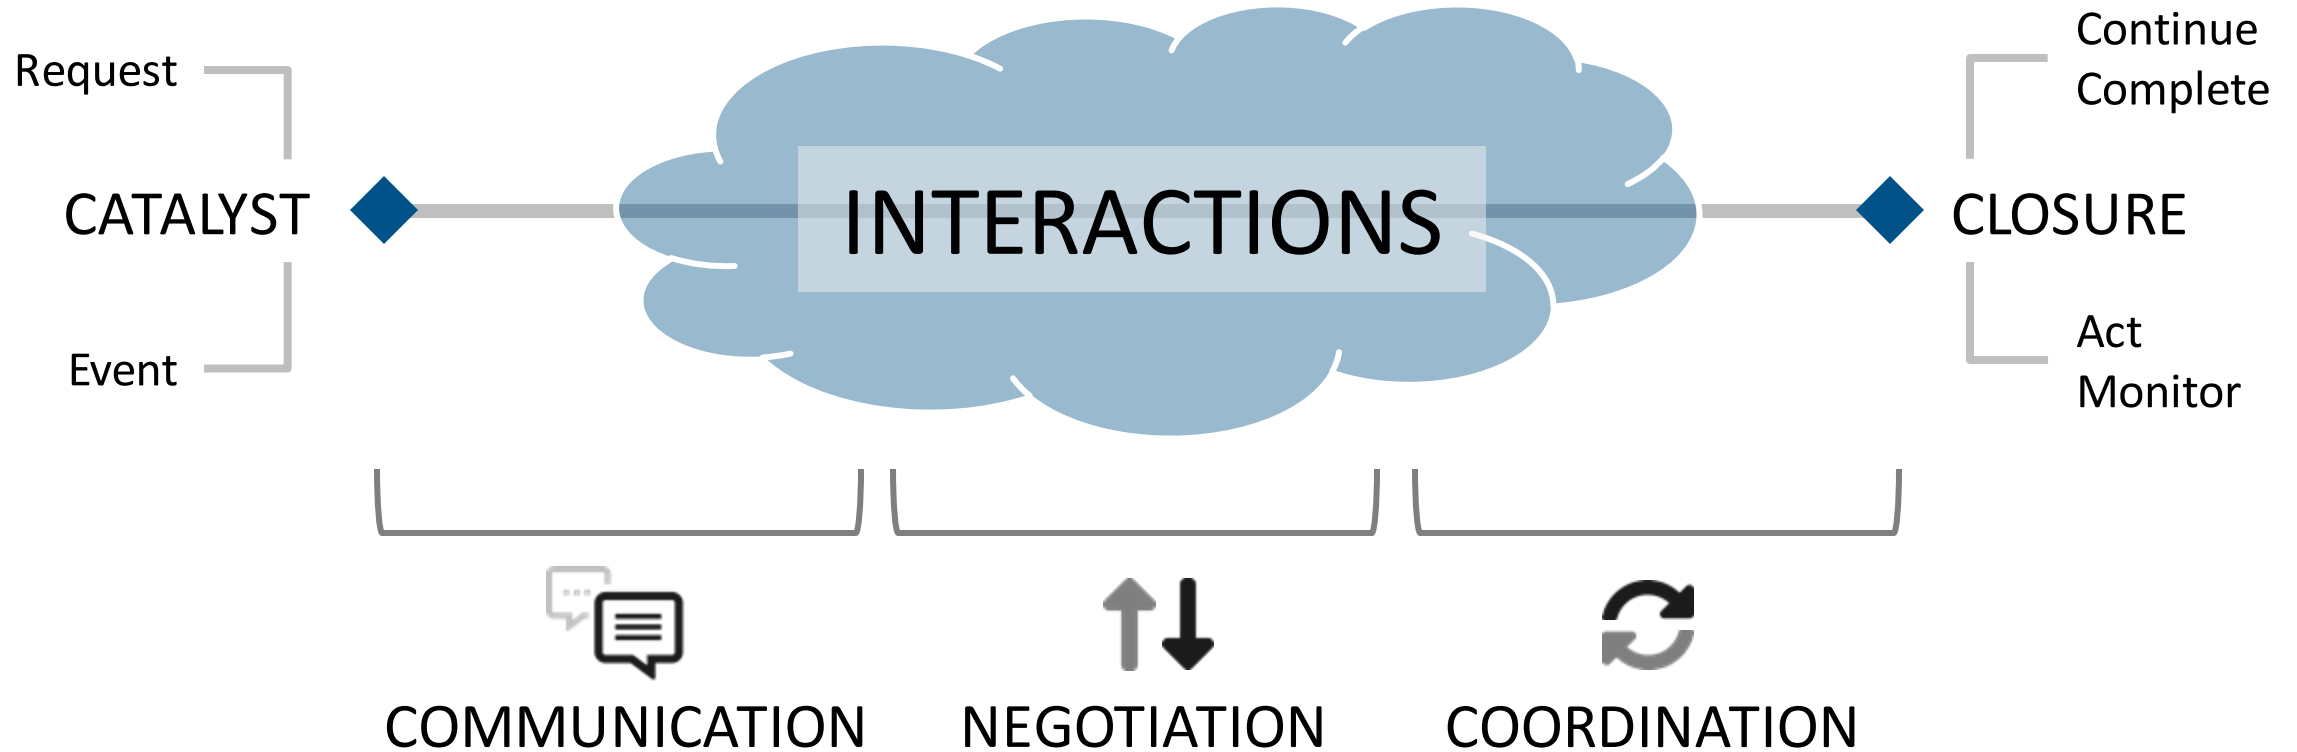 Request
CATALYST
Event
INTERACTIONS
Continue
Complete
CLOSURE
Act
Monitor
COMMUNICATION
NEGOTIATION
COORDINATION